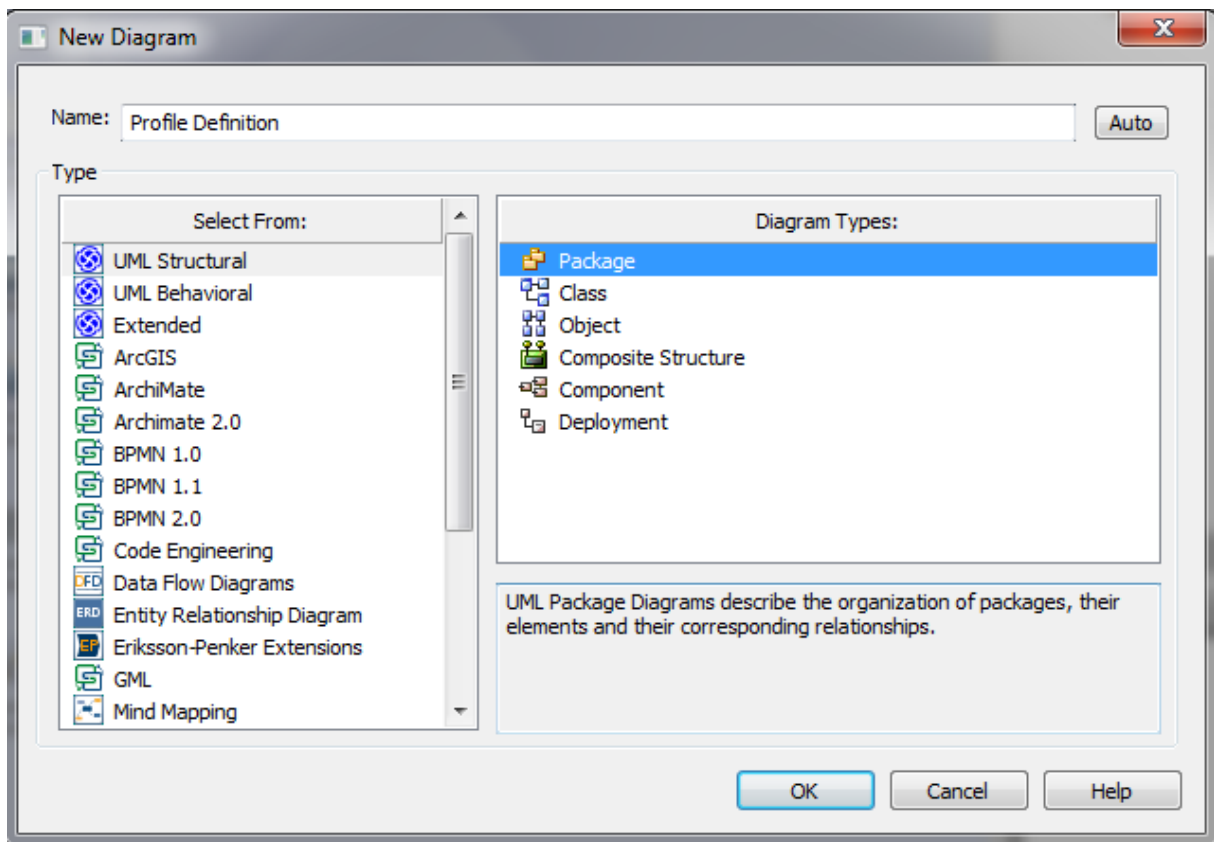 New Diagram
Name: Profile Definition Auto
Type
Select From:
UML Structural
UML Behavioral
Extended
ArcGIS
ArchiMate
Archimate 2.0
BPMN 1.0
BPMN 1.1
BPMN 2.0
Code Engineering
DFD Data Flow Diagrams
ERD Entity Relationship Diagram
EP Eriksson-Penker Extensions
GML
Mind Mapping
Diagram Types:
Package
Class
Object
Composite Structure
Component
Deployment
UML Package Diagrams describe the organization of packages, their
elements and their corresponding relationships.
OK Cancel Help